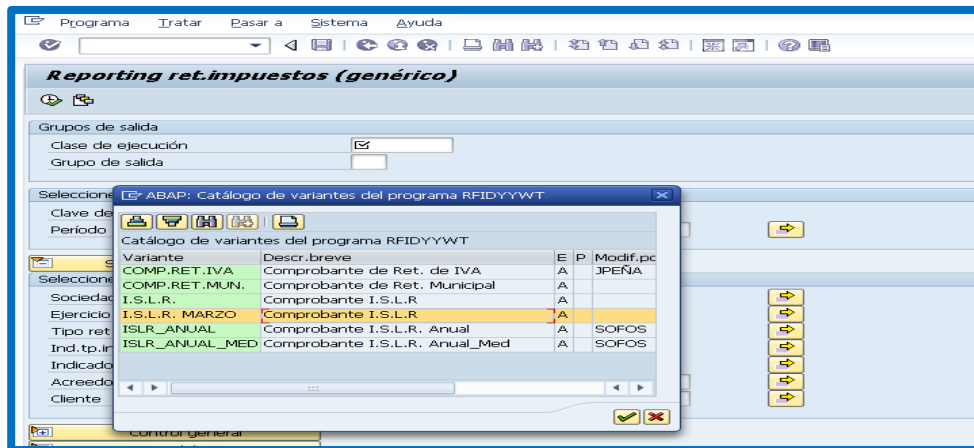 Programa Tratar Pasar a Sistema Ayuda
Reporting ret.impuestos (genérico)
Grupos de salida
Clase de ejecución
Grupo de salida
Seleccione
ABAP: Catálogo de variantes del programa RFIDYYWT
Clave de
Período
Catálogo de variantes del programa RFIDYYWT
Variante Descr.breve E P Modif.po
COMP.RET.IVA Comprobante de Ret. de IVA A JPEÑA
COMP.RET.MUN. Comprobante de Ret. Municipal A
I.S.L.R. Comprobante I.S.L.R A
I.S.L.R. MARZO Comprobante I.S.L.R A
ISLR_ANUAL Comprobante I.S.L.R. Anual A SOFOS
ISLR_ANUAL_MED Comprobante I.S.L.R. Anual_Med A SOFOS
S
Seleccione
Sociedad
Ejercicio
Tipo ret
Ind.tp.ir
Indicado
Acreedo
Cliente
Control general